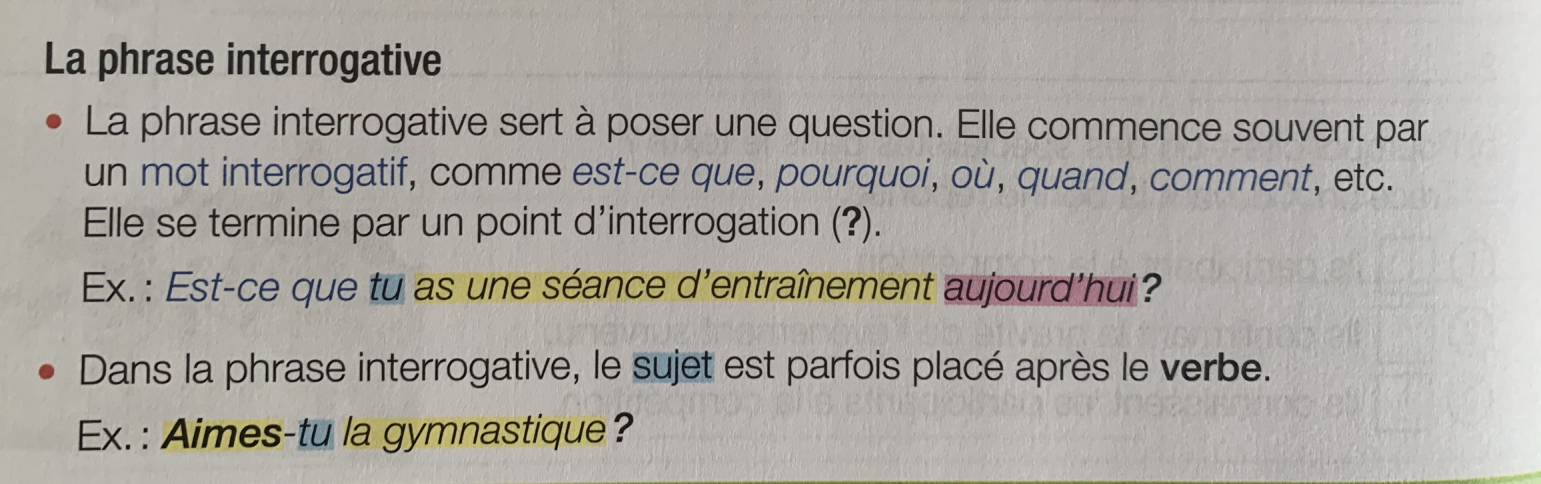 La phrase interrogative
• La phrase interrogative sert à poser une question. Elle commence souvent par
un mot interrogatif, comme est-ce que, pourquoi, où, quand, comment, etc.
Elle se termine par un point d'interrogation (?).
Ex. : Est-ce que tu as une séance d'entraînement aujourd'hui ?
• Dans la phrase interrogative, le sujet est parfois placé après le verbe.
Ex. : Aimes-tu la gymnastique ?